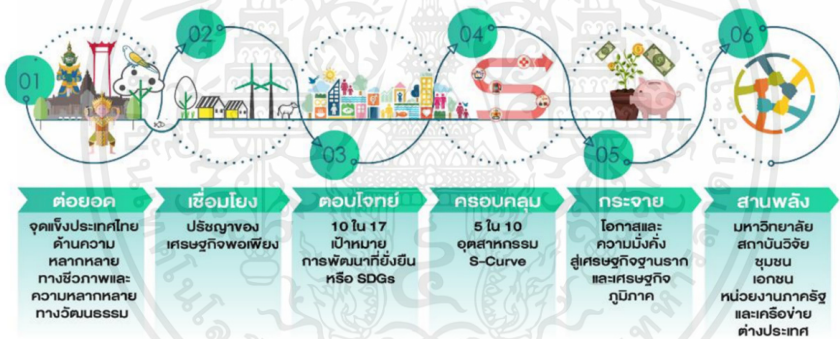 01
02
03
04
05
06
ต่อยอด
จุดแข็งประเทศไทย
ด้านความ
หลากหลาย
ทางชีวภาพและ
ความหลากหลาย
ทางวัฒนธรรม
เชื่อมโยง
ปรัชญาของ
เศรษฐกิจพอเพียง
ตอบโจทย์
10 ใน 17
เป้าหมาย
การพัฒนาที่ยั่งยืน
หรือ SDGs
ครอบคลุม
5 ใน 10
อุตสาหกรรม
S-Curve
กระจาย
โอกาสและ
ความมั่งคั่ง
สู่เศรษฐกิจฐานราก
และเศรษฐกิจ
ภูมิภาค
สานพลัง
มหาวิทยาลัย
สถาบันวิจัย
ชุมชน
เอกชน
หน่วยงานภาครัฐ
และเครือข่าย
ต่างประเทศ